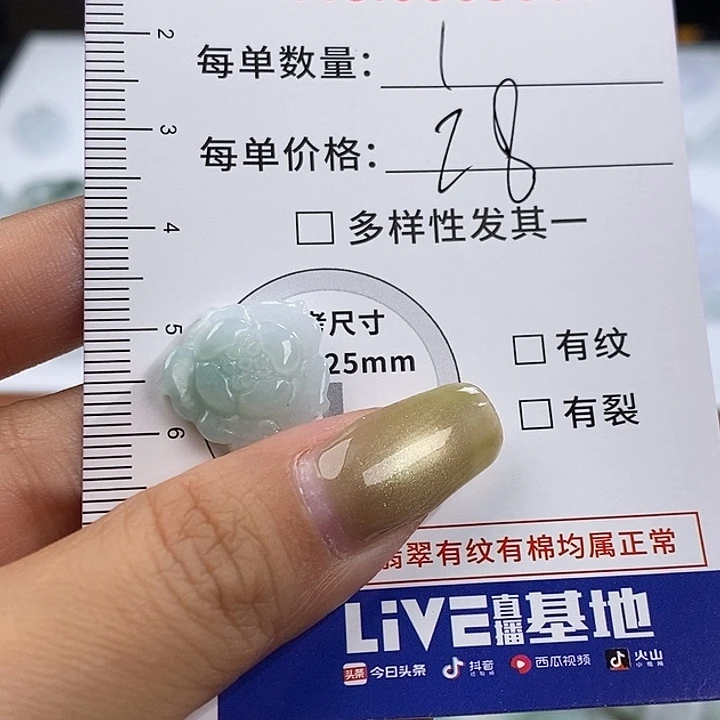 2
每单数量: 1
3
每单价格: 28
4
□ 多样性发其一
5
尺寸
25mm
□ 有纹
□ 有裂
6
翡翠有纹有棉均属正常
LiVE直播基地
头条 今日头条 抖音 西瓜视频 火山